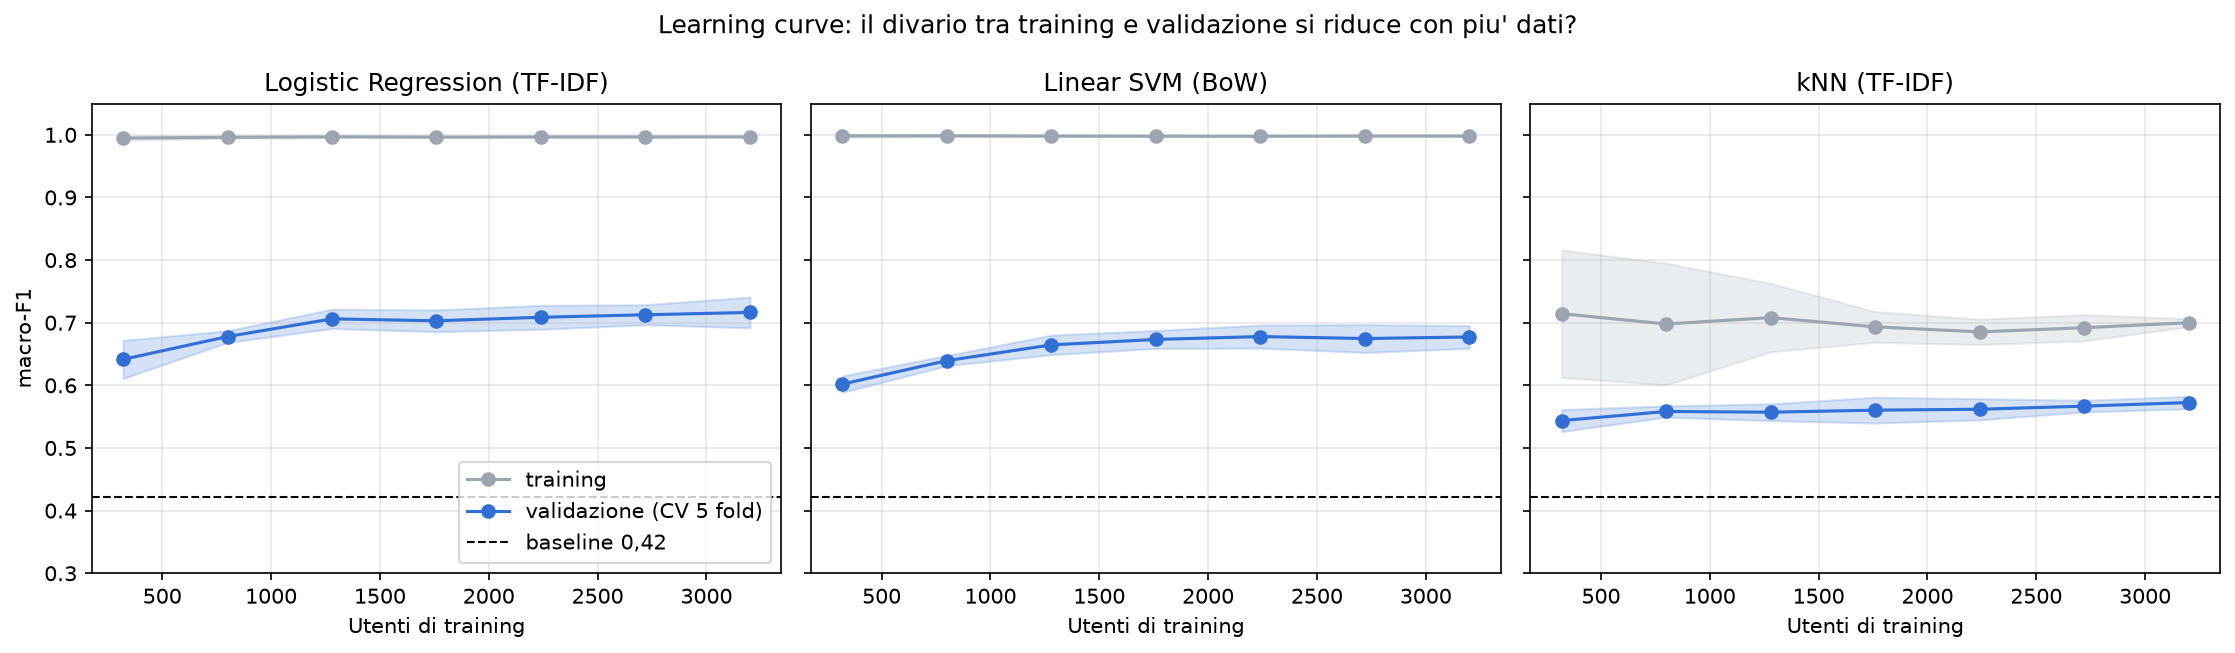 Learning curve: il divario tra training e validazione si riduce con piu' dati?
Logistic Regression (TF-IDF)
Linear SVM (BoW)
kNN (TF-IDF)
macro-F1
1.0
0.9
0.8
0.7
0.6
0.5
0.4
0.3
training
validazione (CV 5 fold)
baseline 0,42
500 1000 1500 2000 2500 3000
500 1000 1500 2000 2500 3000
500 1000 1500 2000 2500 3000
Utenti di training
Utenti di training
Utenti di training